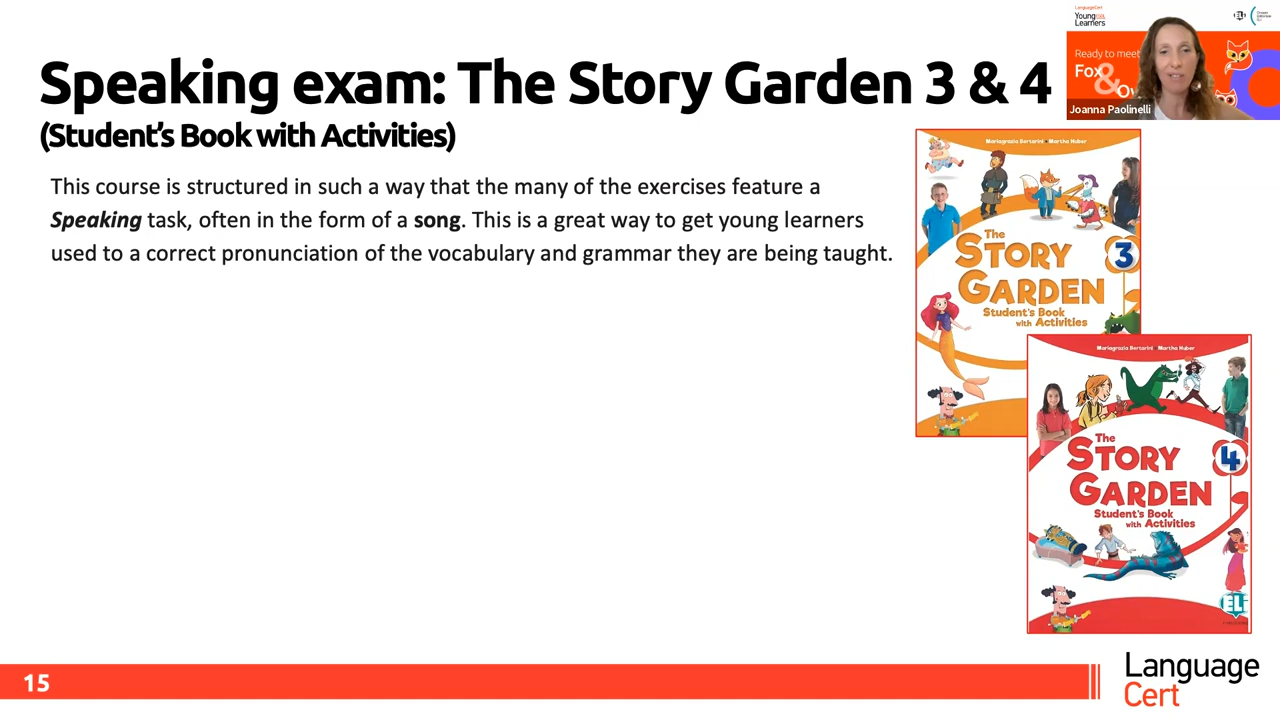 Speaking exam: The Story Garden 3 & 4
(Student's Book with Activities)
This course is structured in such a way that the many of the exercises feature a
Speaking task, often in the form of a song. This is a great way to get young learners
used to a correct pronunciation of the vocabulary and grammar they are being taught.
LanguageCert
Young
Learners
ELi
Ready to meet
Fox
&
Joanna Paolinelli
Mariagrazia Bertarini • Martha Huber
The
STORY
GARDEN
3
Student's Book
with Activities
Mariagrazia Bertarini • Martha Huber
The
STORY
GARDEN
4
Student's Book
with Activities
ELi
15
Language
Cert